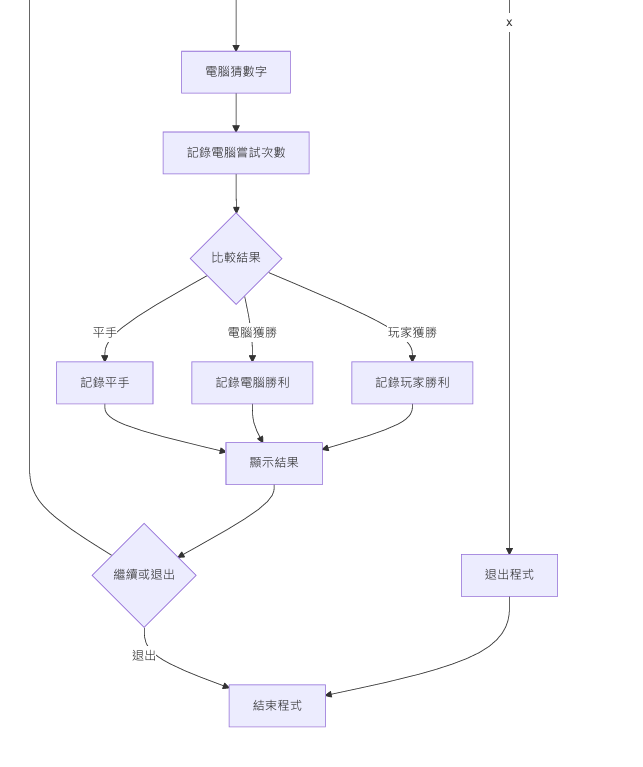 x
電腦猜數字
記錄電腦嘗試次數
比較結果
平手
電腦獲勝
玩家獲勝
記錄平手
記錄電腦勝利
記錄玩家勝利
顯示結果
繼續或退出
退出程式
退出
結束程式